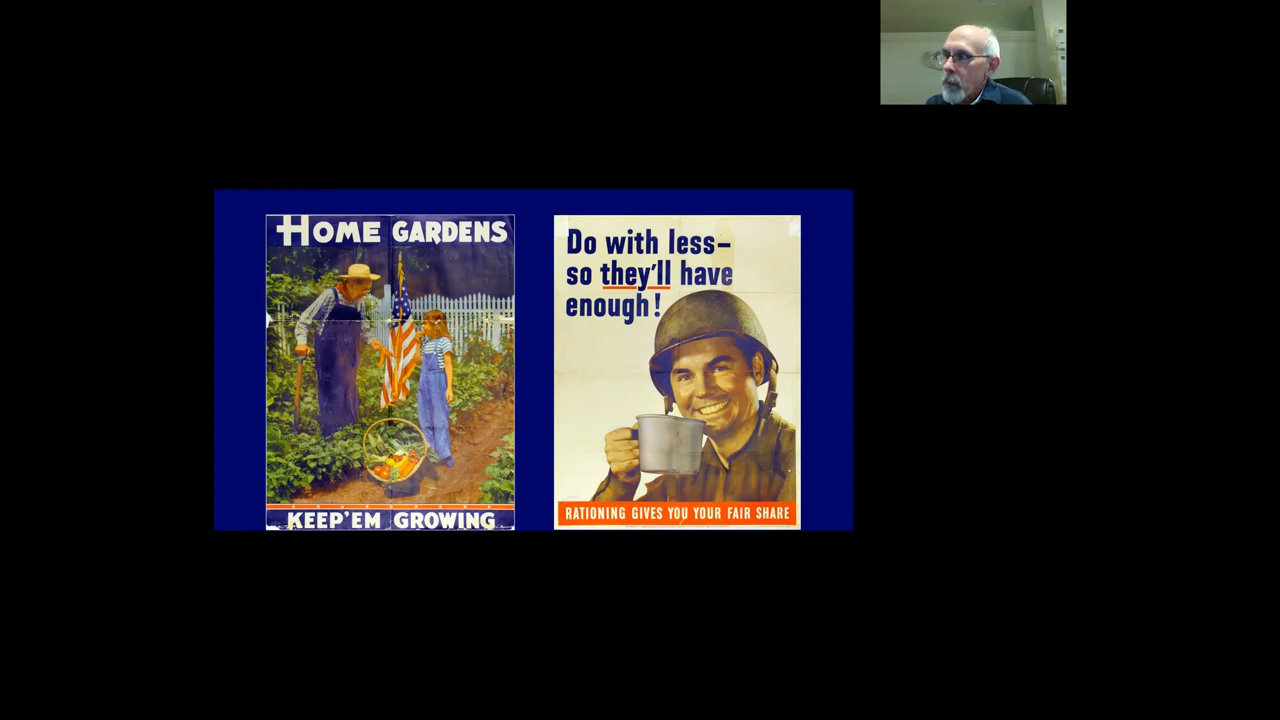 HOME GARDENS
KEEP'EM GROWING
Do with less–
so they'll have
enough!
RATIONING GIVES YOU YOUR FAIR SHARE